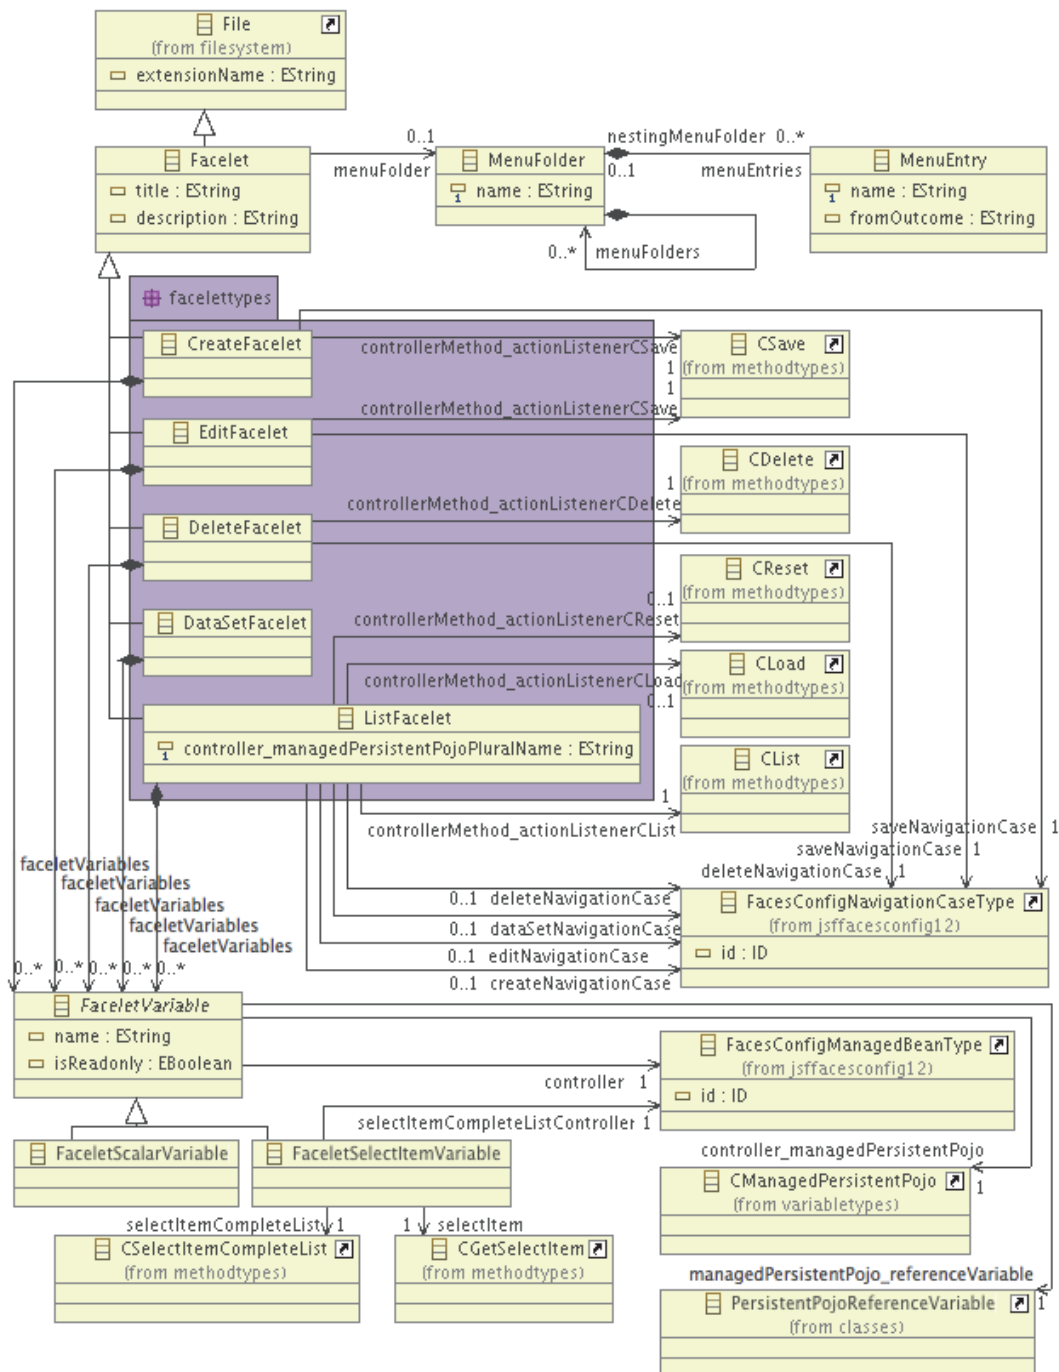 File
(from filesystem)
extensionName : EString
Facelet
title : EString
description : EString
0..1
menuFolder
MenuFolder
name : EString
nestingMenuFolder 0..*
0..1 menuEntries
MenuEntry
name : EString
fromOutcome : EString
0..* menuFolders
facelettypes
CreateFacelet
controllerMethod_actionListenerCSave
1
CSave
(from methodtypes)
1
controllerMethod_actionListenerCSave
EditFacelet
CDelete
(from methodtypes)
1
controllerMethod_actionListenerCDelete
DeleteFacelet
CReset
(from methodtypes)
0..1
controllerMethod_actionListenerCReset
DataSetFacelet
CLoad
(from methodtypes)
controllerMethod_actionListenerCLoad
0..1
ListFacelet
controller_managedPersistentPojoPluralName : EString
CList
(from methodtypes)
1
controllerMethod_actionListenerCList
saveNavigationCase 1
saveNavigationCase 1
deleteNavigationCase 1
faceletVariables
faceletVariables
faceletVariables
faceletVariables
faceletVariables
0..1 deleteNavigationCase
0..1 dataSetNavigationCase
0..1 editNavigationCase
0..1 createNavigationCase
FacesConfigNavigationCaseType
(from jsffacesconfig12)
id : ID
0..* 0..* 0..* 0..* 0..*
FaceletVariable
name : EString
isReadonly : EBoolean
controller 1
FacesConfigManagedBeanType
(from jsffacesconfig12)
id : ID
selectItemCompleteListController 1
FaceletScalarVariable
FaceletSelectItemVariable
controller_managedPersistentPojo
1
CManagedPersistentPojo
(from variabletypes)
selectItemCompleteList 1
1 selectItem
CSelectItemCompleteList
(from methodtypes)
CGetSelectItem
(from methodtypes)
managedPersistentPojo_referenceVariable
1
PersistentPojoReferenceVariable
(from classes)